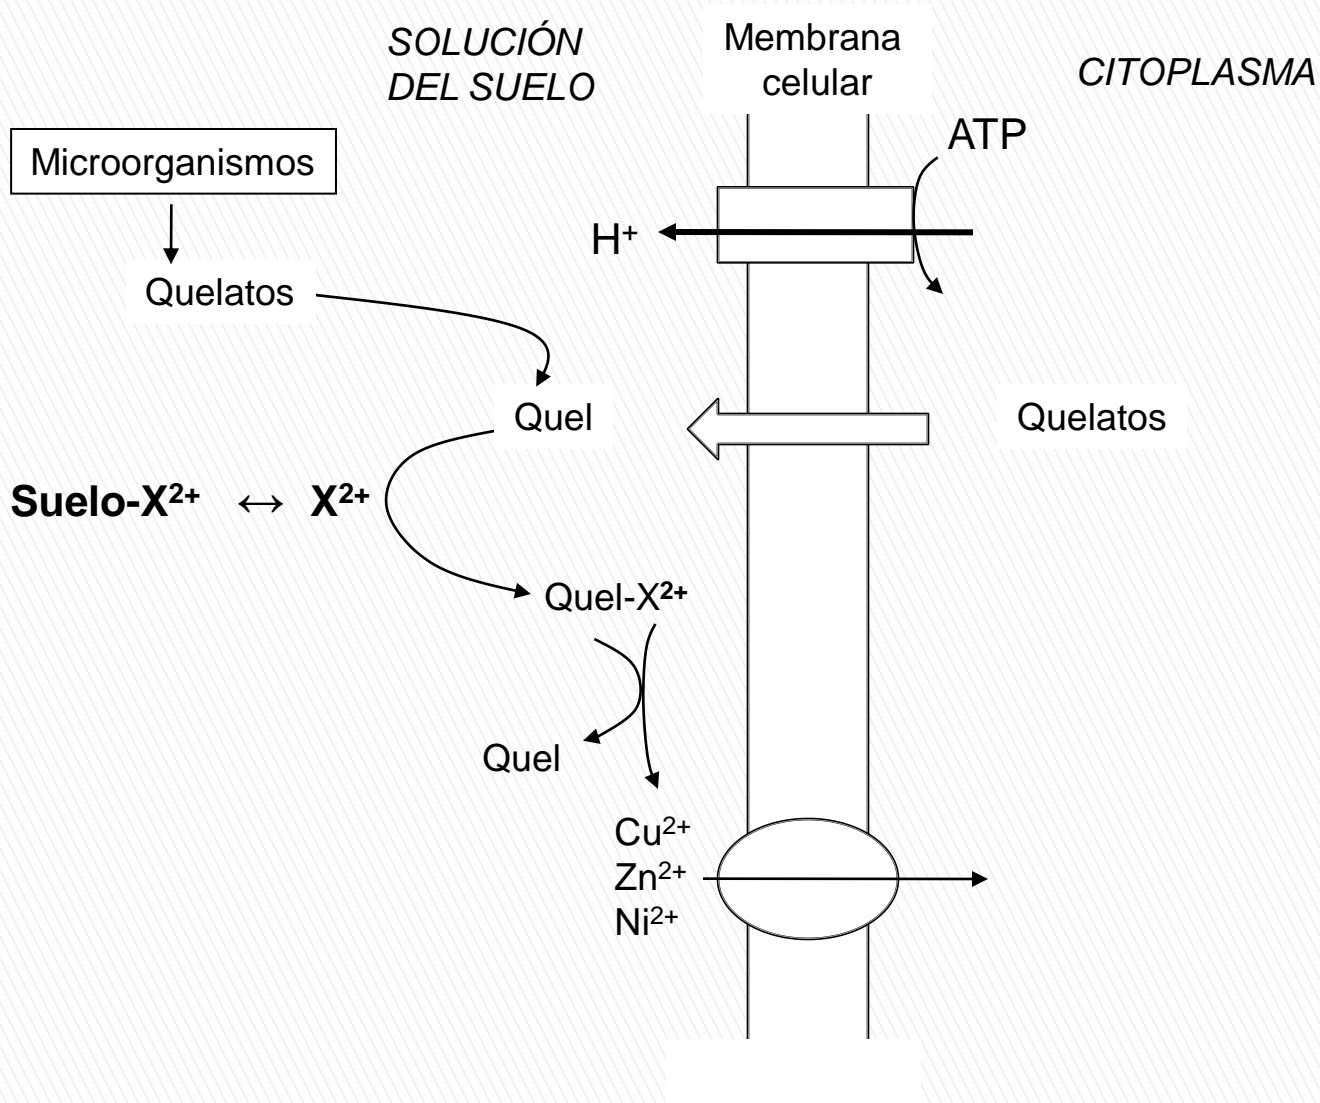 SOLUCIÓN
DEL SUELO
Membrana
celular
CITOPLASMA
ATP
Microorganismos
H⁺
Quelatos
Quel
Quelatos
Suelo-X²⁺ ↔ X²⁺
Quel-X²⁺
Quel
Cu²⁺
Zn²⁺
Ni²⁺